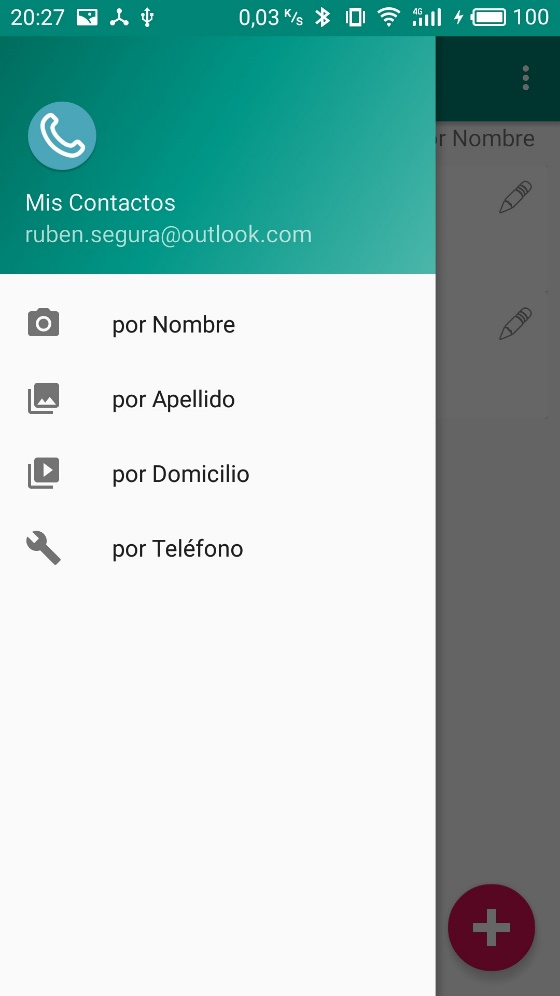 20:27 0,03 K/s 4G 100
r Nombre
Mis Contactos
ruben.segura@outlook.com
por Nombre
por Apellido
por Domicilio
por Teléfono